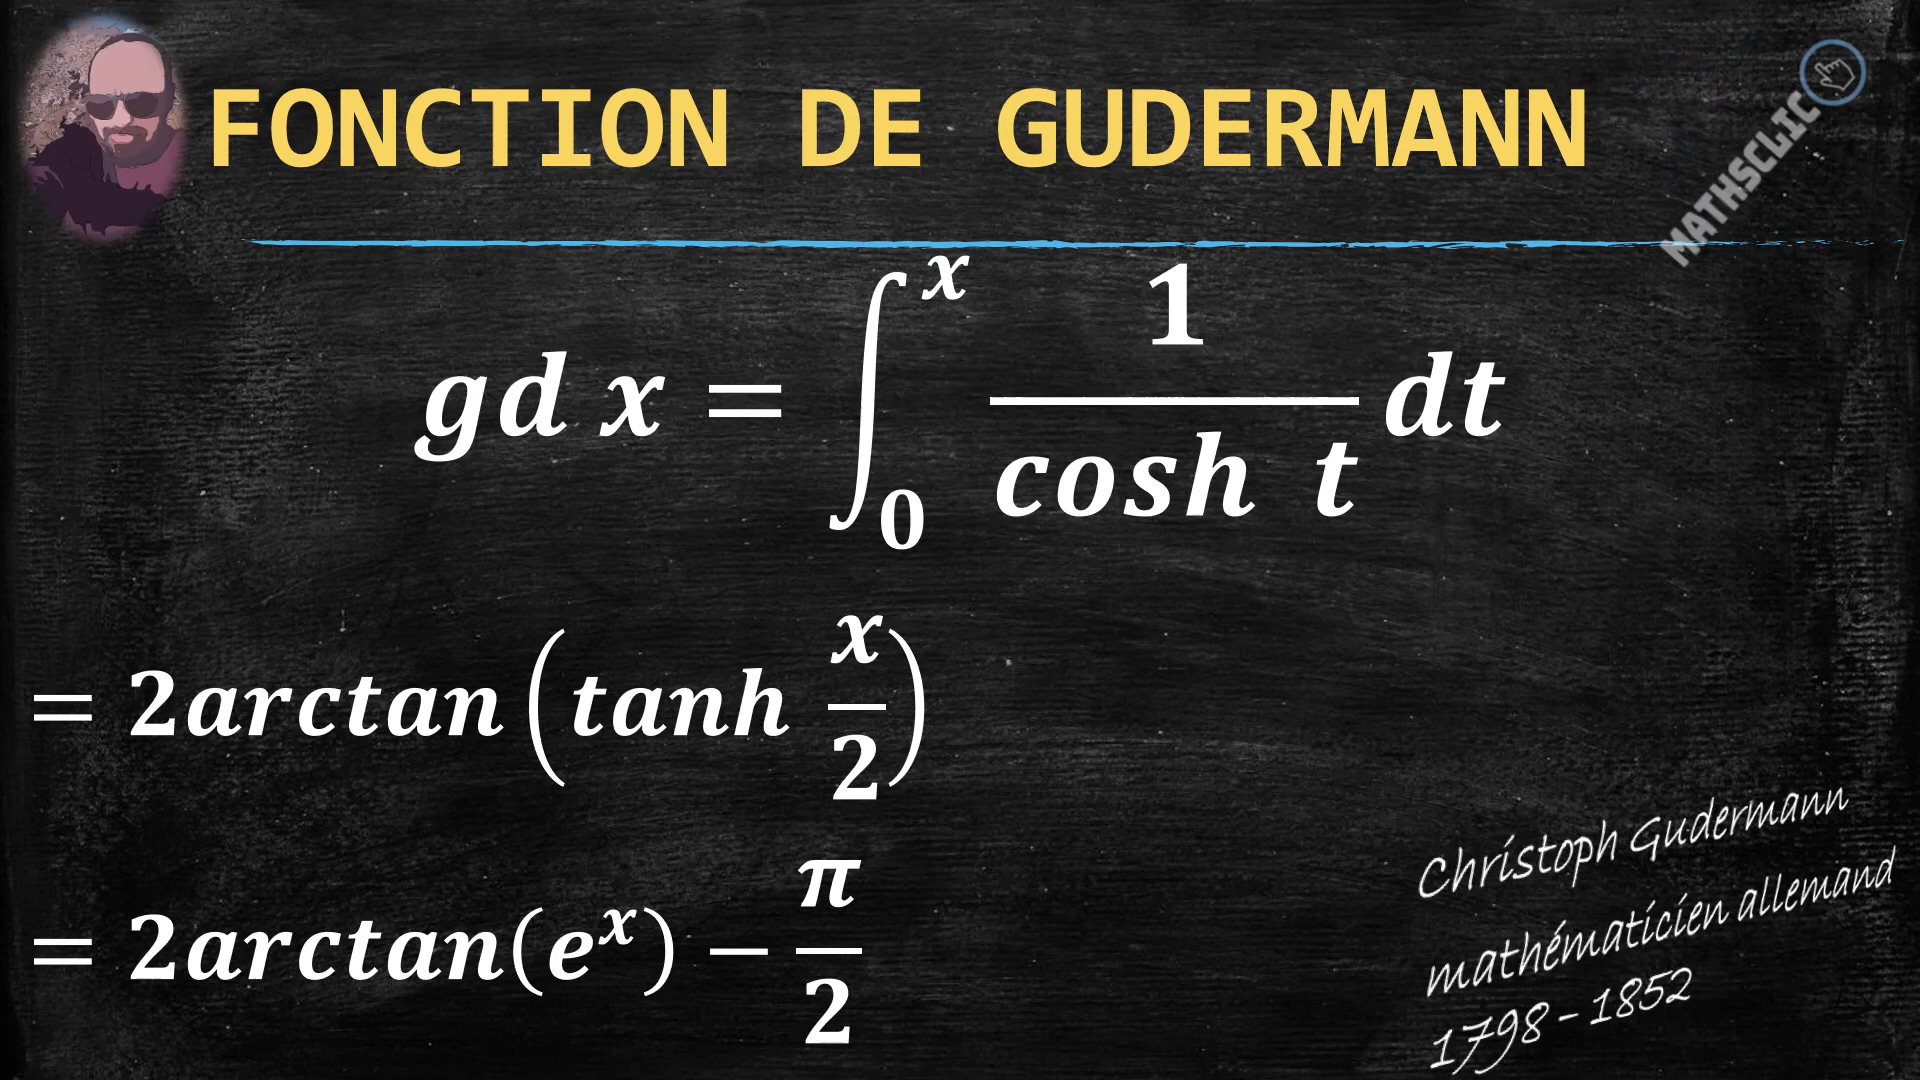 FONCTION DE GUDERMANN
MATHSCLIC
gd x = ∫₀ˣ 1/(cosh t) dt
= 2arctan(tanh x/2)
= 2arctan(eˣ) − π/2
Christoph Gudermann
mathématicien allemand
1798 – 1852